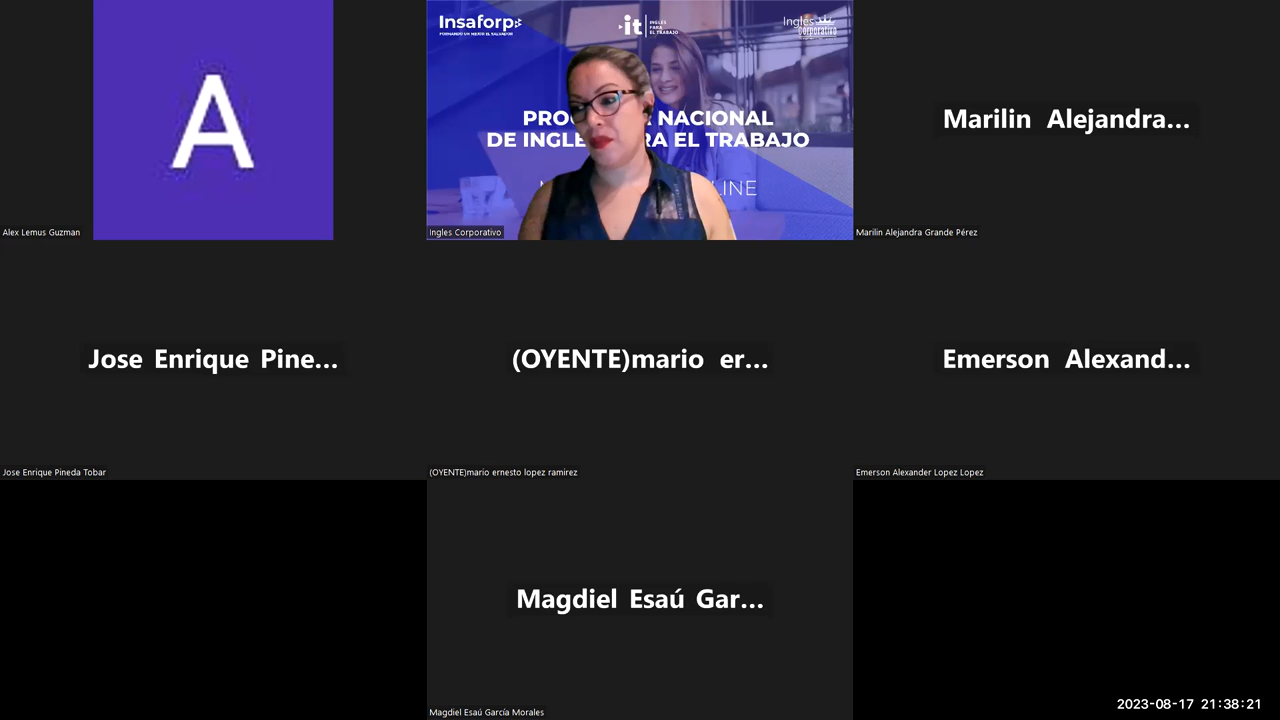 A
Alex Lemus Guzman
Insaforp
FORMANDO UN MEJOR EL SALVADOR
it
INGLÉS
PARA
EL TRABAJO
Inglés
Corporativo
PRO NACIONAL
DE INGLE RA EL TRABAJO
LINE
Ingles Corporativo
Marilin Alejandra...
Marilin Alejandra Grande Pérez
Jose Enrique Pine...
Jose Enrique Pineda Tobar
(OYENTE)mario er...
(OYENTE)mario ernesto lopez ramirez
Emerson Alexand...
Emerson Alexander Lopez Lopez
Magdiel Esaú Gar...
Magdiel Esaú García Morales
2023-08-17 21:38:21